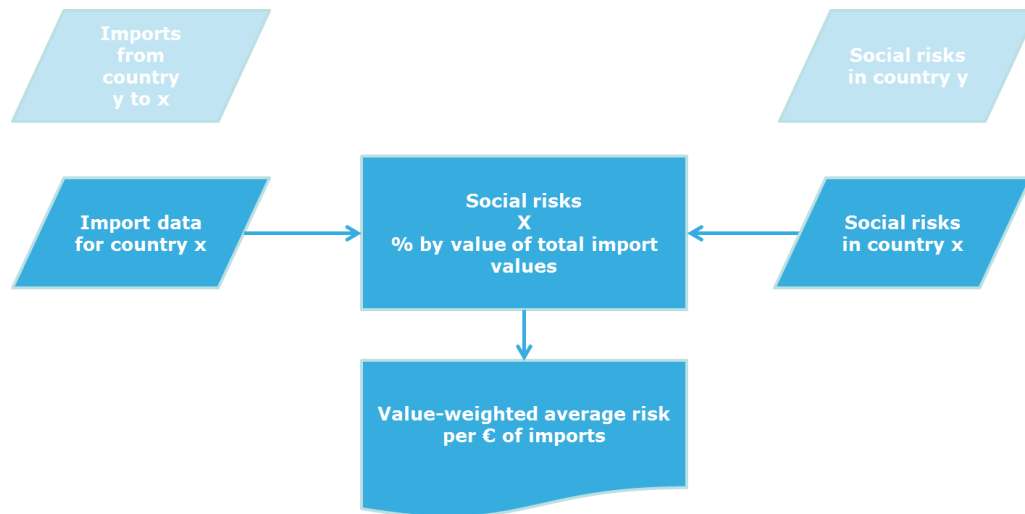 Imports
from
country
y to x
Social risks
in country y
Import data
for country x
Social risks
X
% by value of total import
values
Social risks
in country x
Value-weighted average risk
per € of imports